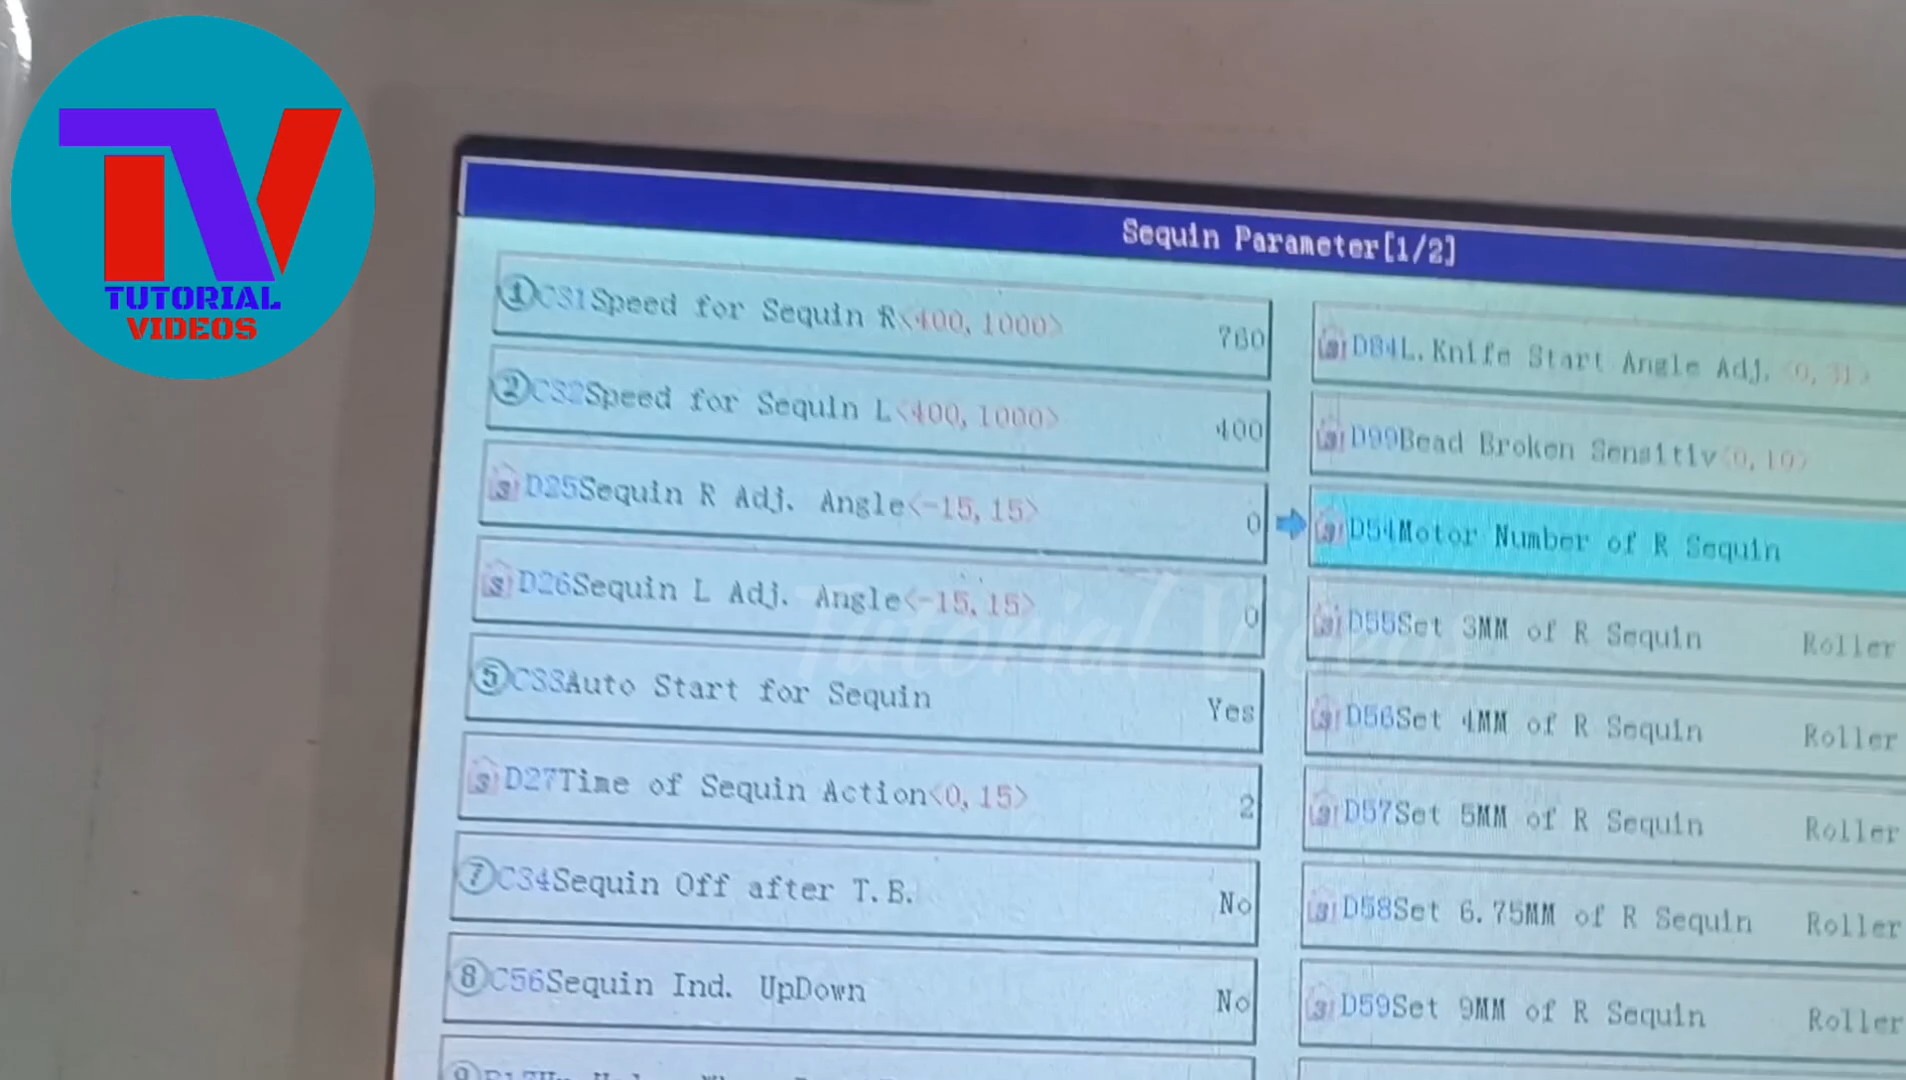 TV
TUTORIAL
VIDEOS
Sequin Parameter[1/2]
①C31Speed for Sequin R<400,1000> 760
②C32Speed for Sequin L<400,1000> 400
D25Sequin R Adj. Angle<-15,15> 0
D26Sequin L Adj. Angle<-15,15> 0
⑤C33Auto Start for Sequin Yes
D27Time of Sequin Action<0,15> 2
⑦C34Sequin Off after T.B. No
⑧C56Sequin Ind. UpDown No
D84L.Knife Start Angle Adj.<0,31>
D99Bead Broken Sensitiv<0,10>
D54Motor Number of R Sequin
D55Set 3MM of R Sequin Roller
D56Set 4MM of R Sequin Roller
D57Set 5MM of R Sequin Roller
D58Set 6.75MM of R Sequin Roller
D59Set 9MM of R Sequin Roller
Tutorial Videos